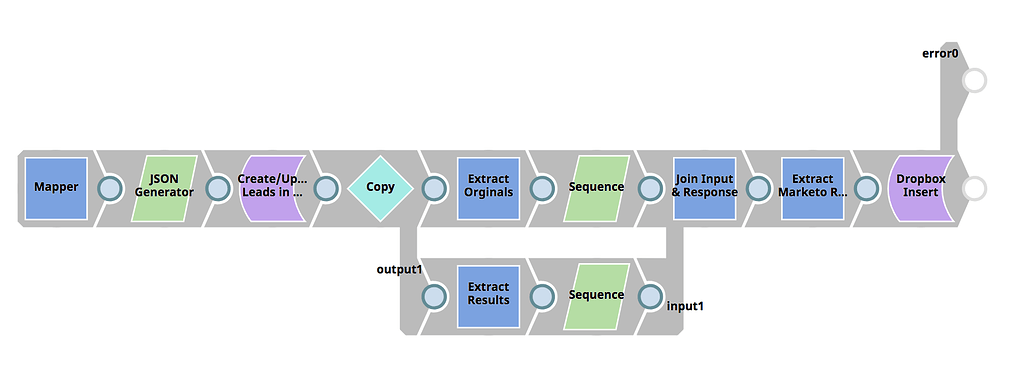 error0
Mapper
JSON
Generator
Create/Up...
Leads in ...
Copy
Extract
Orginals
Sequence
Join Input
& Response
Extract
Marketo R...
Dropbox
Insert
output1
Extract
Results
Sequence
input1